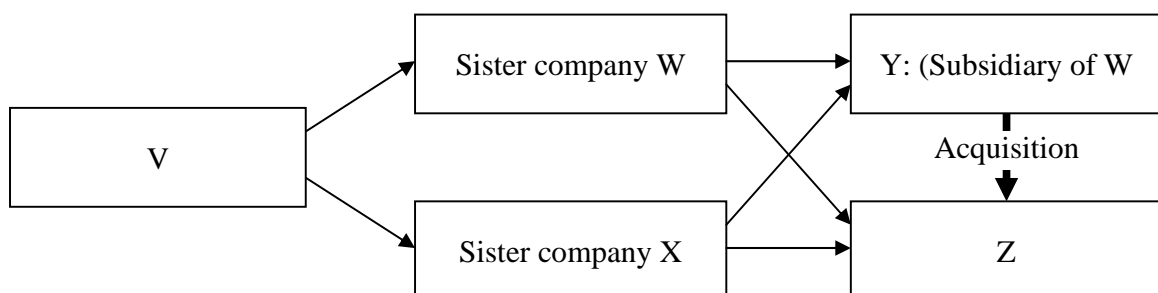 Sister company W
Y: (Subsidiary of W
V
Acquisition
Sister company X
Z